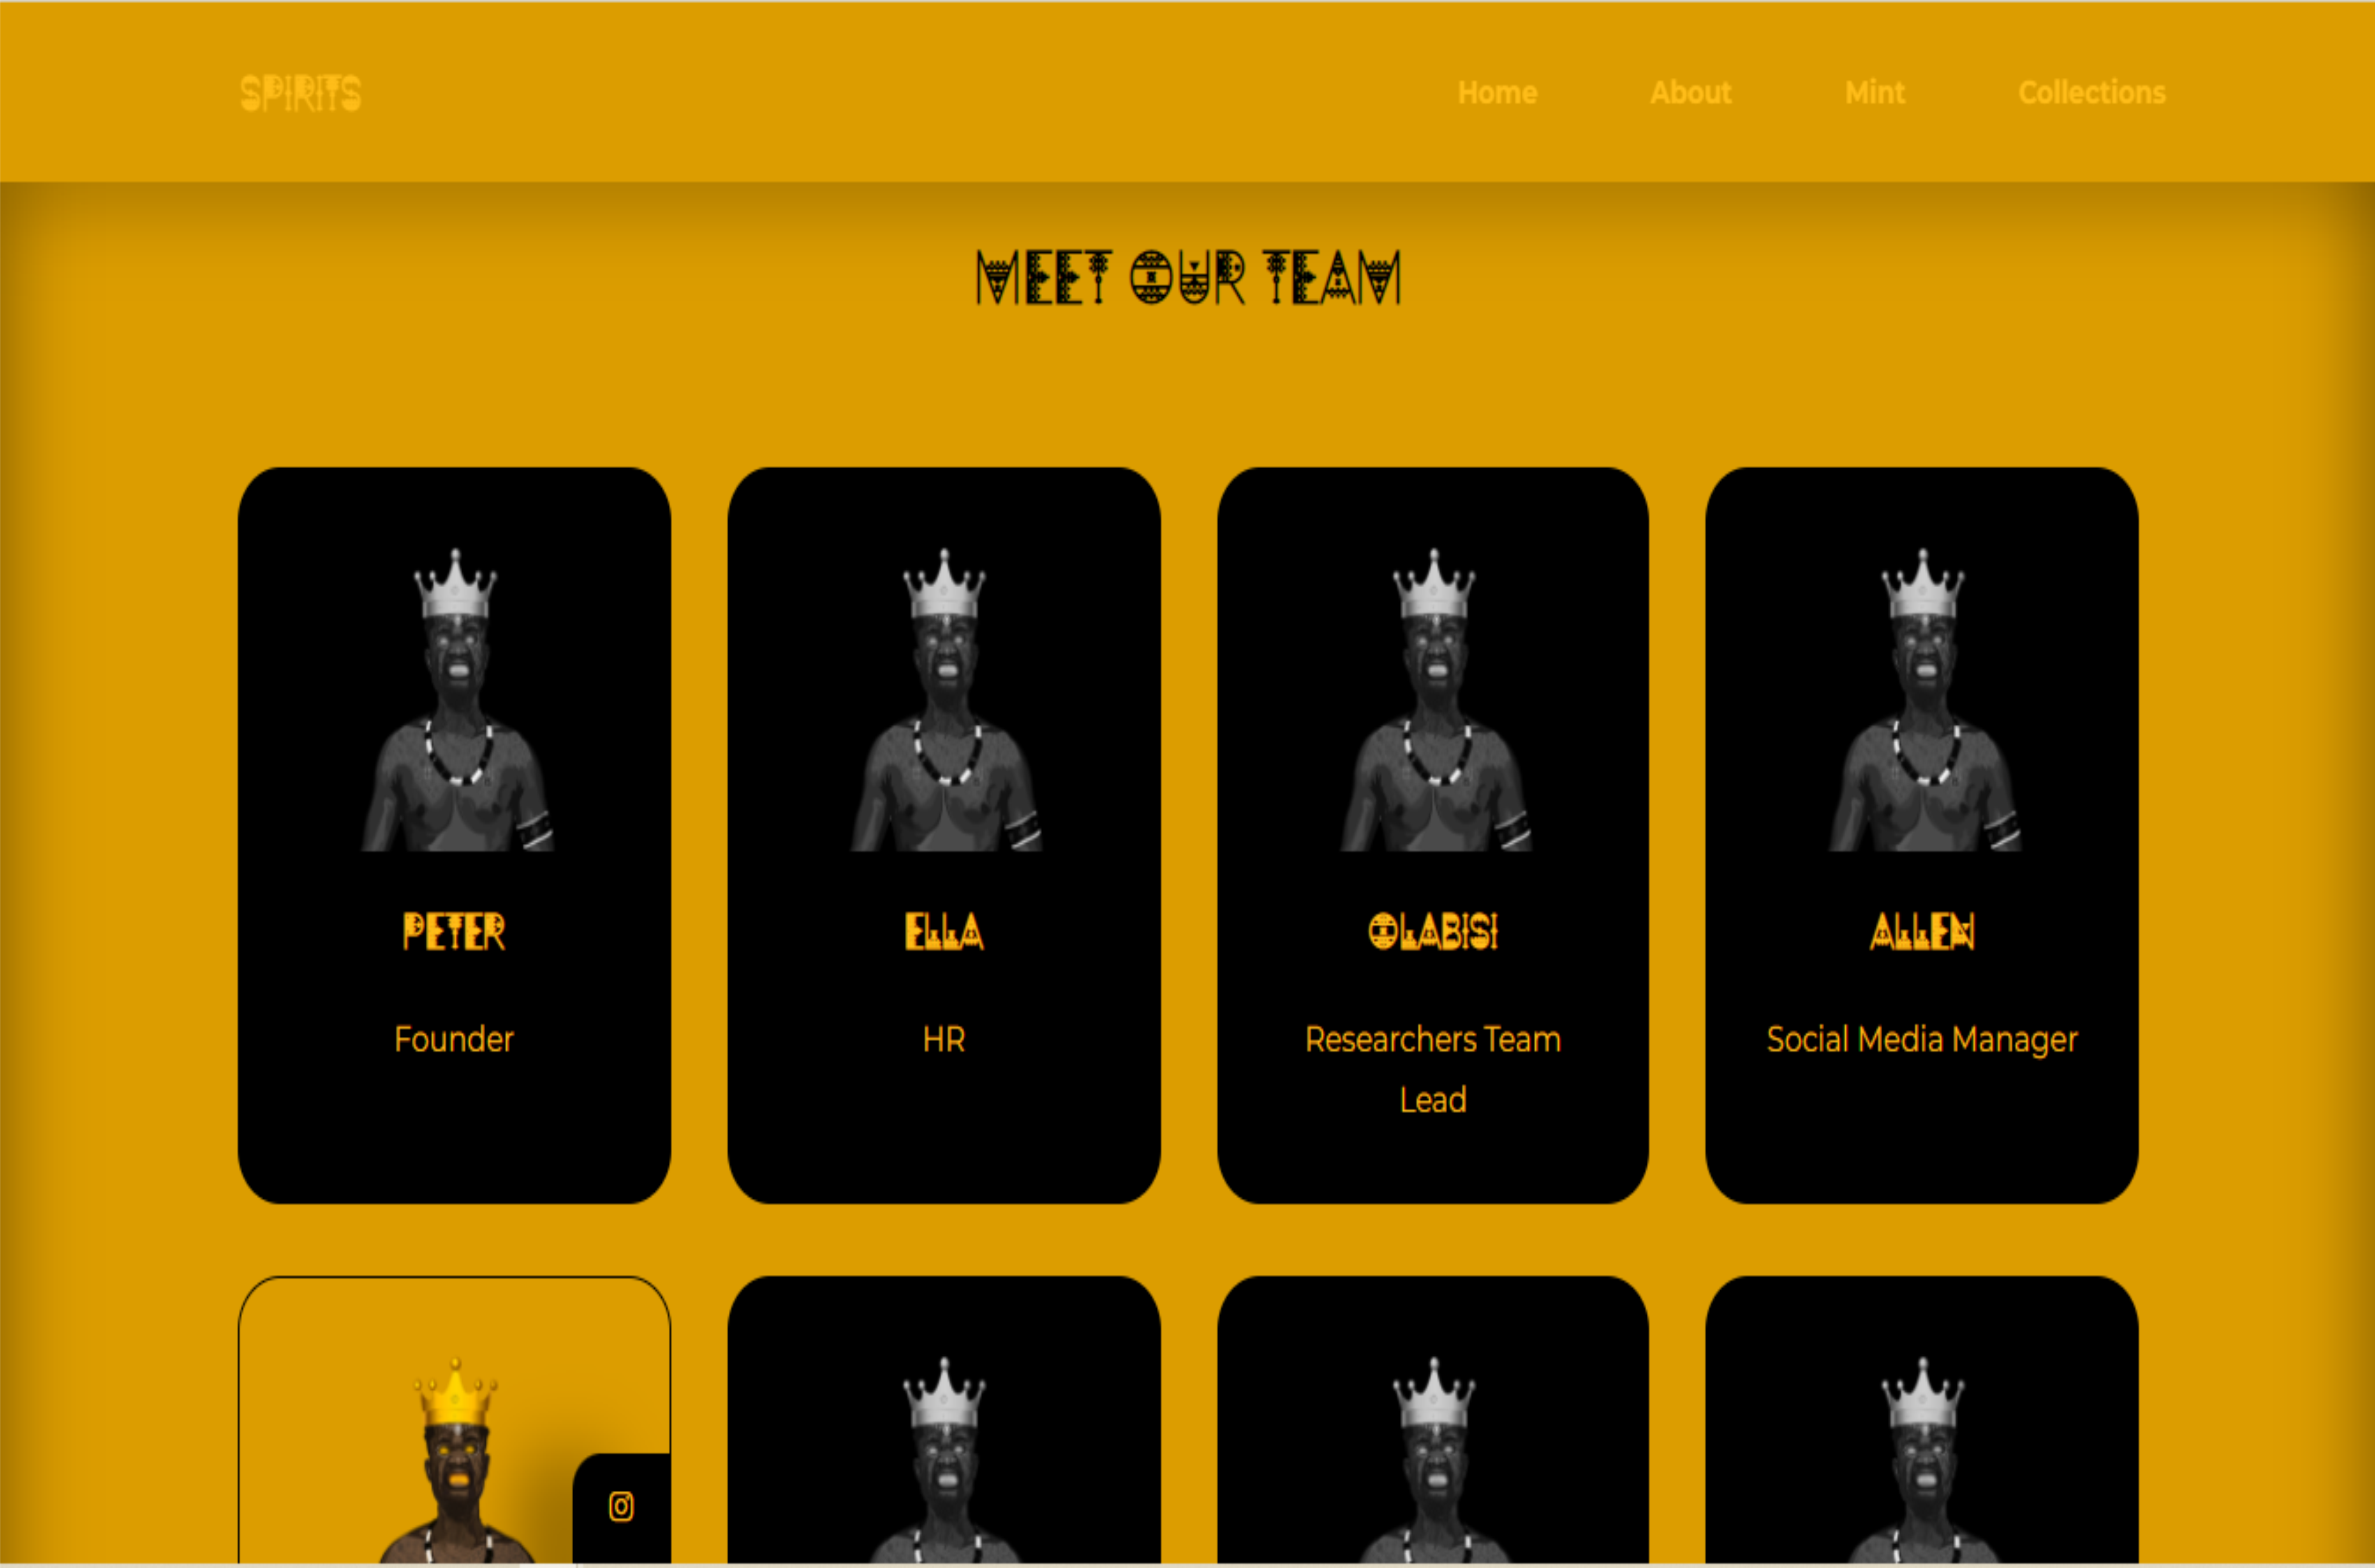 SPIRITS
Home About Mint Collections
MEET OUR TEAM
PETER
Founder
ELLA
HR
OLABISI
Researchers Team
Lead
ALLEN
Social Media Manager